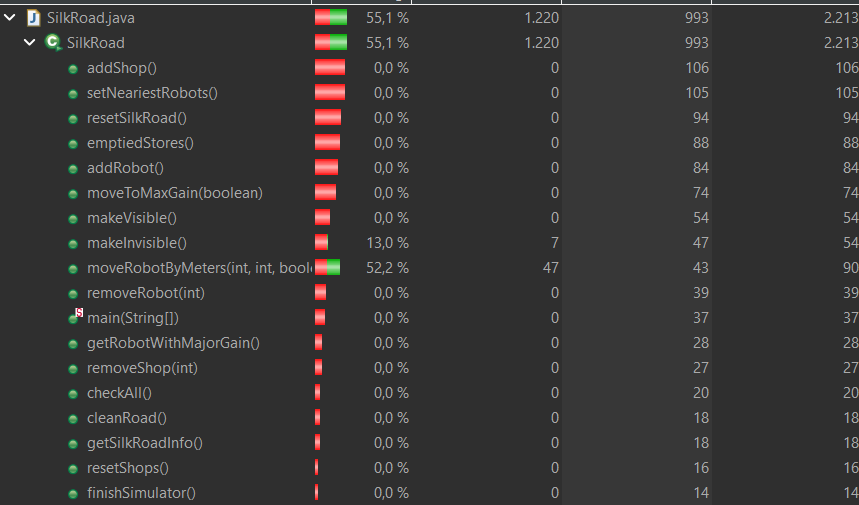 SilkRoad.java 55,1 % 1.220 993 2.213
SilkRoad 55,1 % 1.220 993 2.213
addShop() 0,0 % 0 106 106
setNeariestRobots() 0,0 % 0 105 105
resetSilkRoad() 0,0 % 0 94 94
emptiedStores() 0,0 % 0 88 88
addRobot() 0,0 % 0 84 84
moveToMaxGain(boolean) 0,0 % 0 74 74
makeVisible() 0,0 % 0 54 54
makeInvisible() 13,0 % 7 47 54
moveRobotByMeters(int, int, bool 52,2 % 47 43 90
removeRobot(int) 0,0 % 0 39 39
main(String[]) 0,0 % 0 37 37
getRobotWithMajorGain() 0,0 % 0 28 28
removeShop(int) 0,0 % 0 27 27
checkAll() 0,0 % 0 20 20
cleanRoad() 0,0 % 0 18 18
getSilkRoadInfo() 0,0 % 0 18 18
resetShops() 0,0 % 0 16 16
finishSimulator() 0,0 % 0 14 14